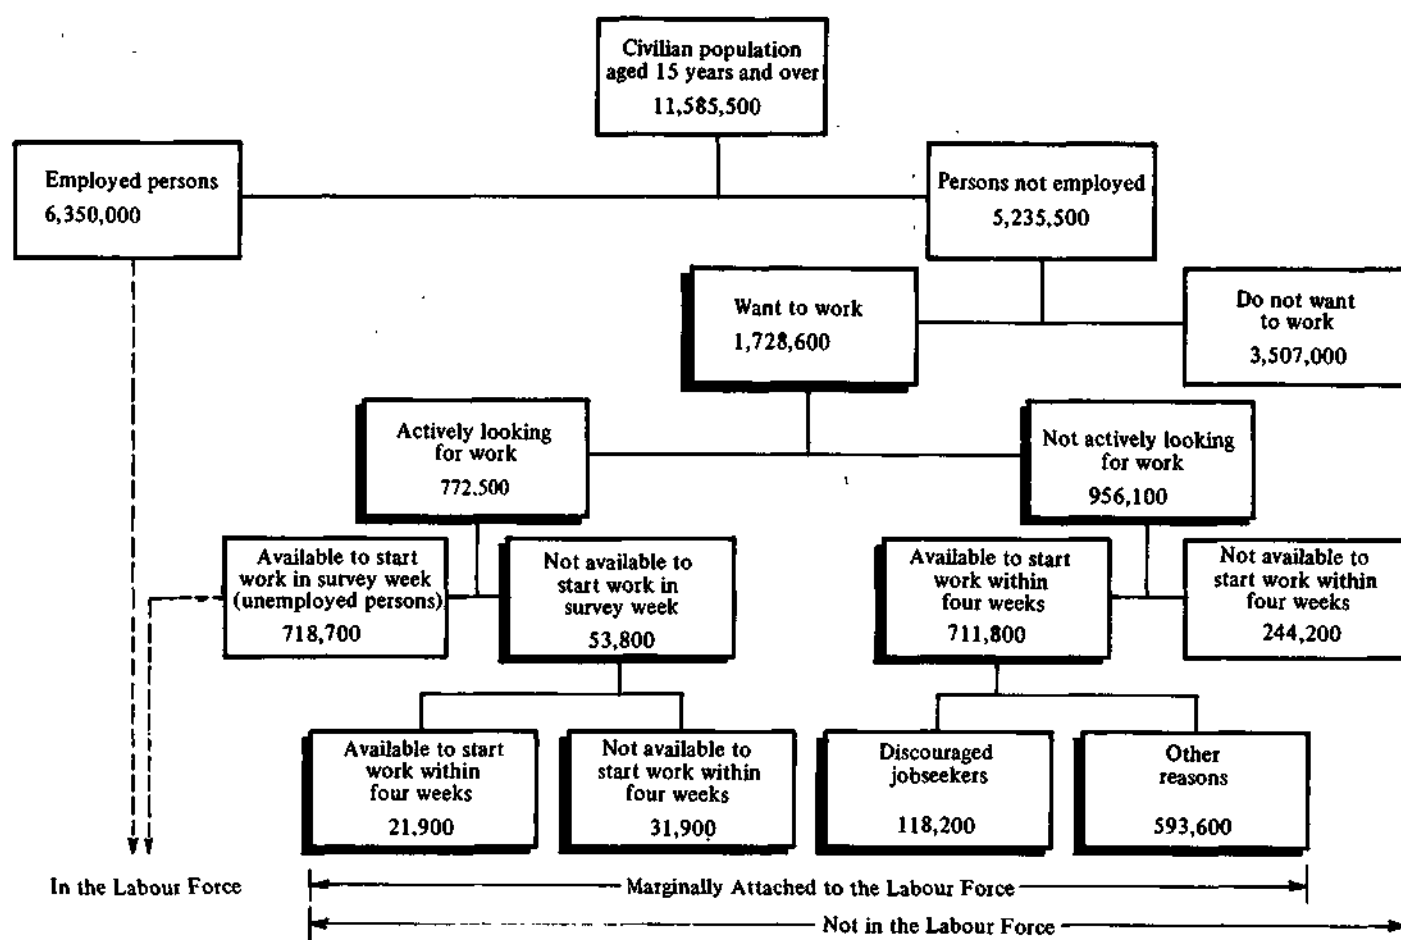 Civilian population
aged 15 years and over
11,585,500
Employed persons
6,350,000
Persons not employed
5,235,500
Want to work
1,728,600
Do not want
to work
3,507,000
Actively looking
for work
772.500
Not actively looking
for work
956,100
Available to start
work in survey week
(unemployed persons)
718,700
Not available to
start work in
survey week
53,800
Available to start
work within
four weeks
711,800
Not available to
start work within
four weeks
244,200
Available to start
work within
four weeks
21,900
Not available to
start work within
four weeks
31,900
Discouraged
jobseekers
118,200
Other
reasons
593,600
In the Labour Force
Marginally Attached to the Labour Force
Not in the Labour Force